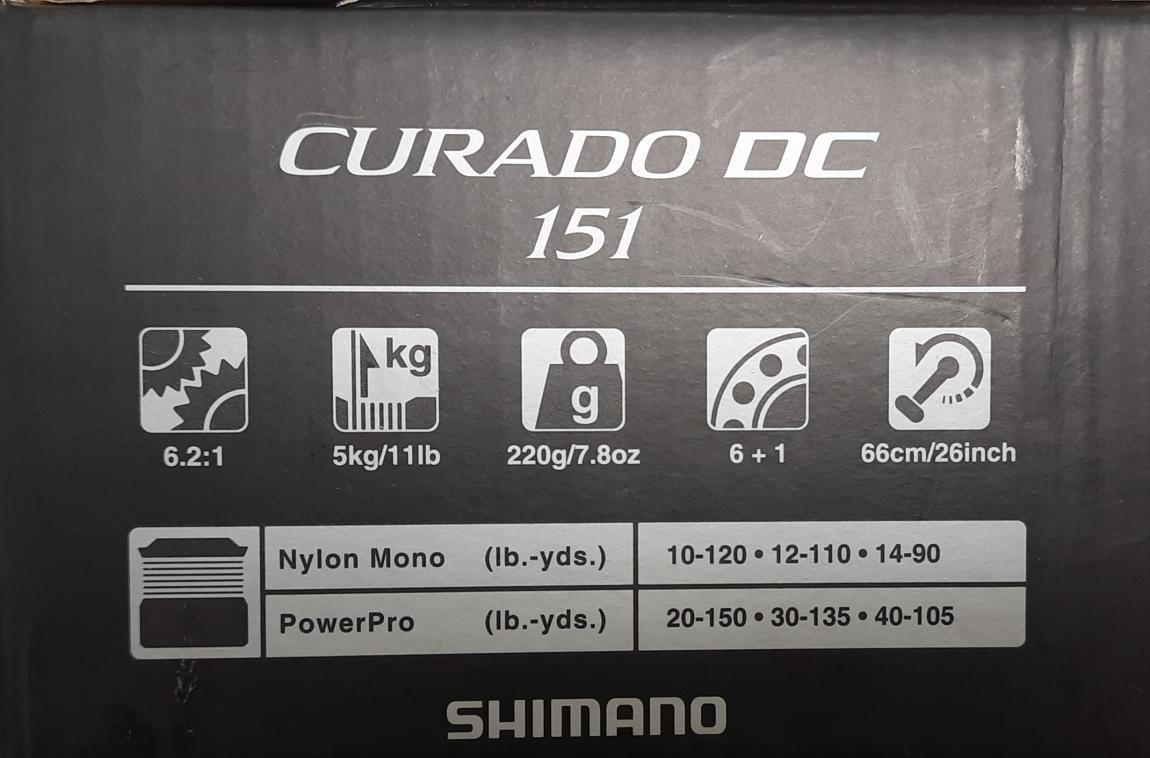 CURADO DC
151
kg
g
6.2:1 5kg/11lb 220g/7.8oz 6 + 1 66cm/26inch
Nylon Mono (lb.-yds.) 10-120 • 12-110 • 14-90
PowerPro (lb.-yds.) 20-150 • 30-135 • 40-105
SHIMANO